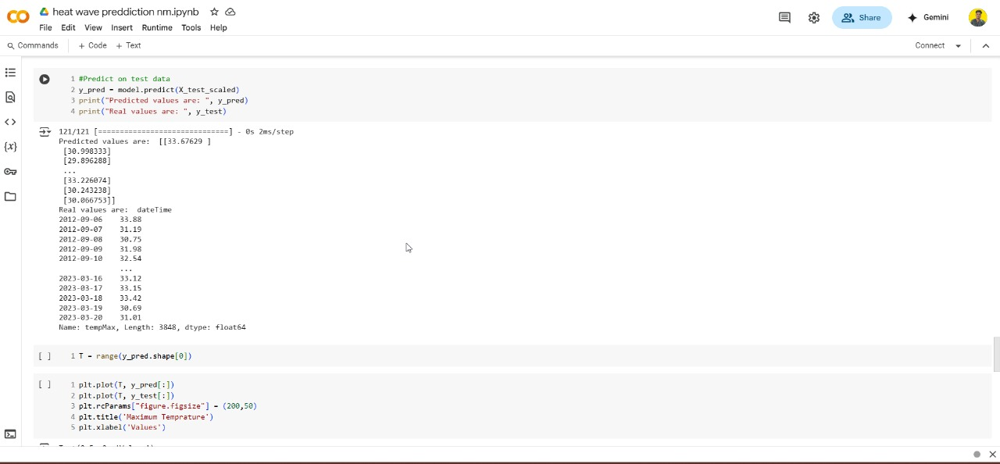 heat wave preddiction nm.ipynb
File Edit View Insert Runtime Tools Help
Share
Gemini
Commands + Code + Text
Connect
1 #Predict on test data
2 y_pred = model.predict(X_test_scaled)
3 print("Predicted values are: ", y_pred)
4 print("Real values are: ", y_test)
121/121 [==============================] - 0s 2ms/step
Predicted values are:  [[33.67629 ]
[30.998333]
[29.896288]
...
[33.226074]
[30.243238]
[30.066753]]
Real values are:  dateTime
2012-09-06    33.88
2012-09-07    31.19
2012-09-08    30.75
2012-09-09    31.98
2012-09-10    32.54
...
2023-03-16    33.12
2023-03-17    33.15
2023-03-18    33.42
2023-03-19    30.69
2023-03-20    31.01
Name: tempMax, Length: 3848, dtype: float64
[ ] 1 T = range(y_pred.shape[0])
[ ] 1 plt.plot(T, y_pred[:])
2 plt.plot(T, y_test[:])
3 plt.rcParams["figure.figsize"] = (200,50)
4 plt.title('Maximum Temprature')
5 plt.xlabel('Values')